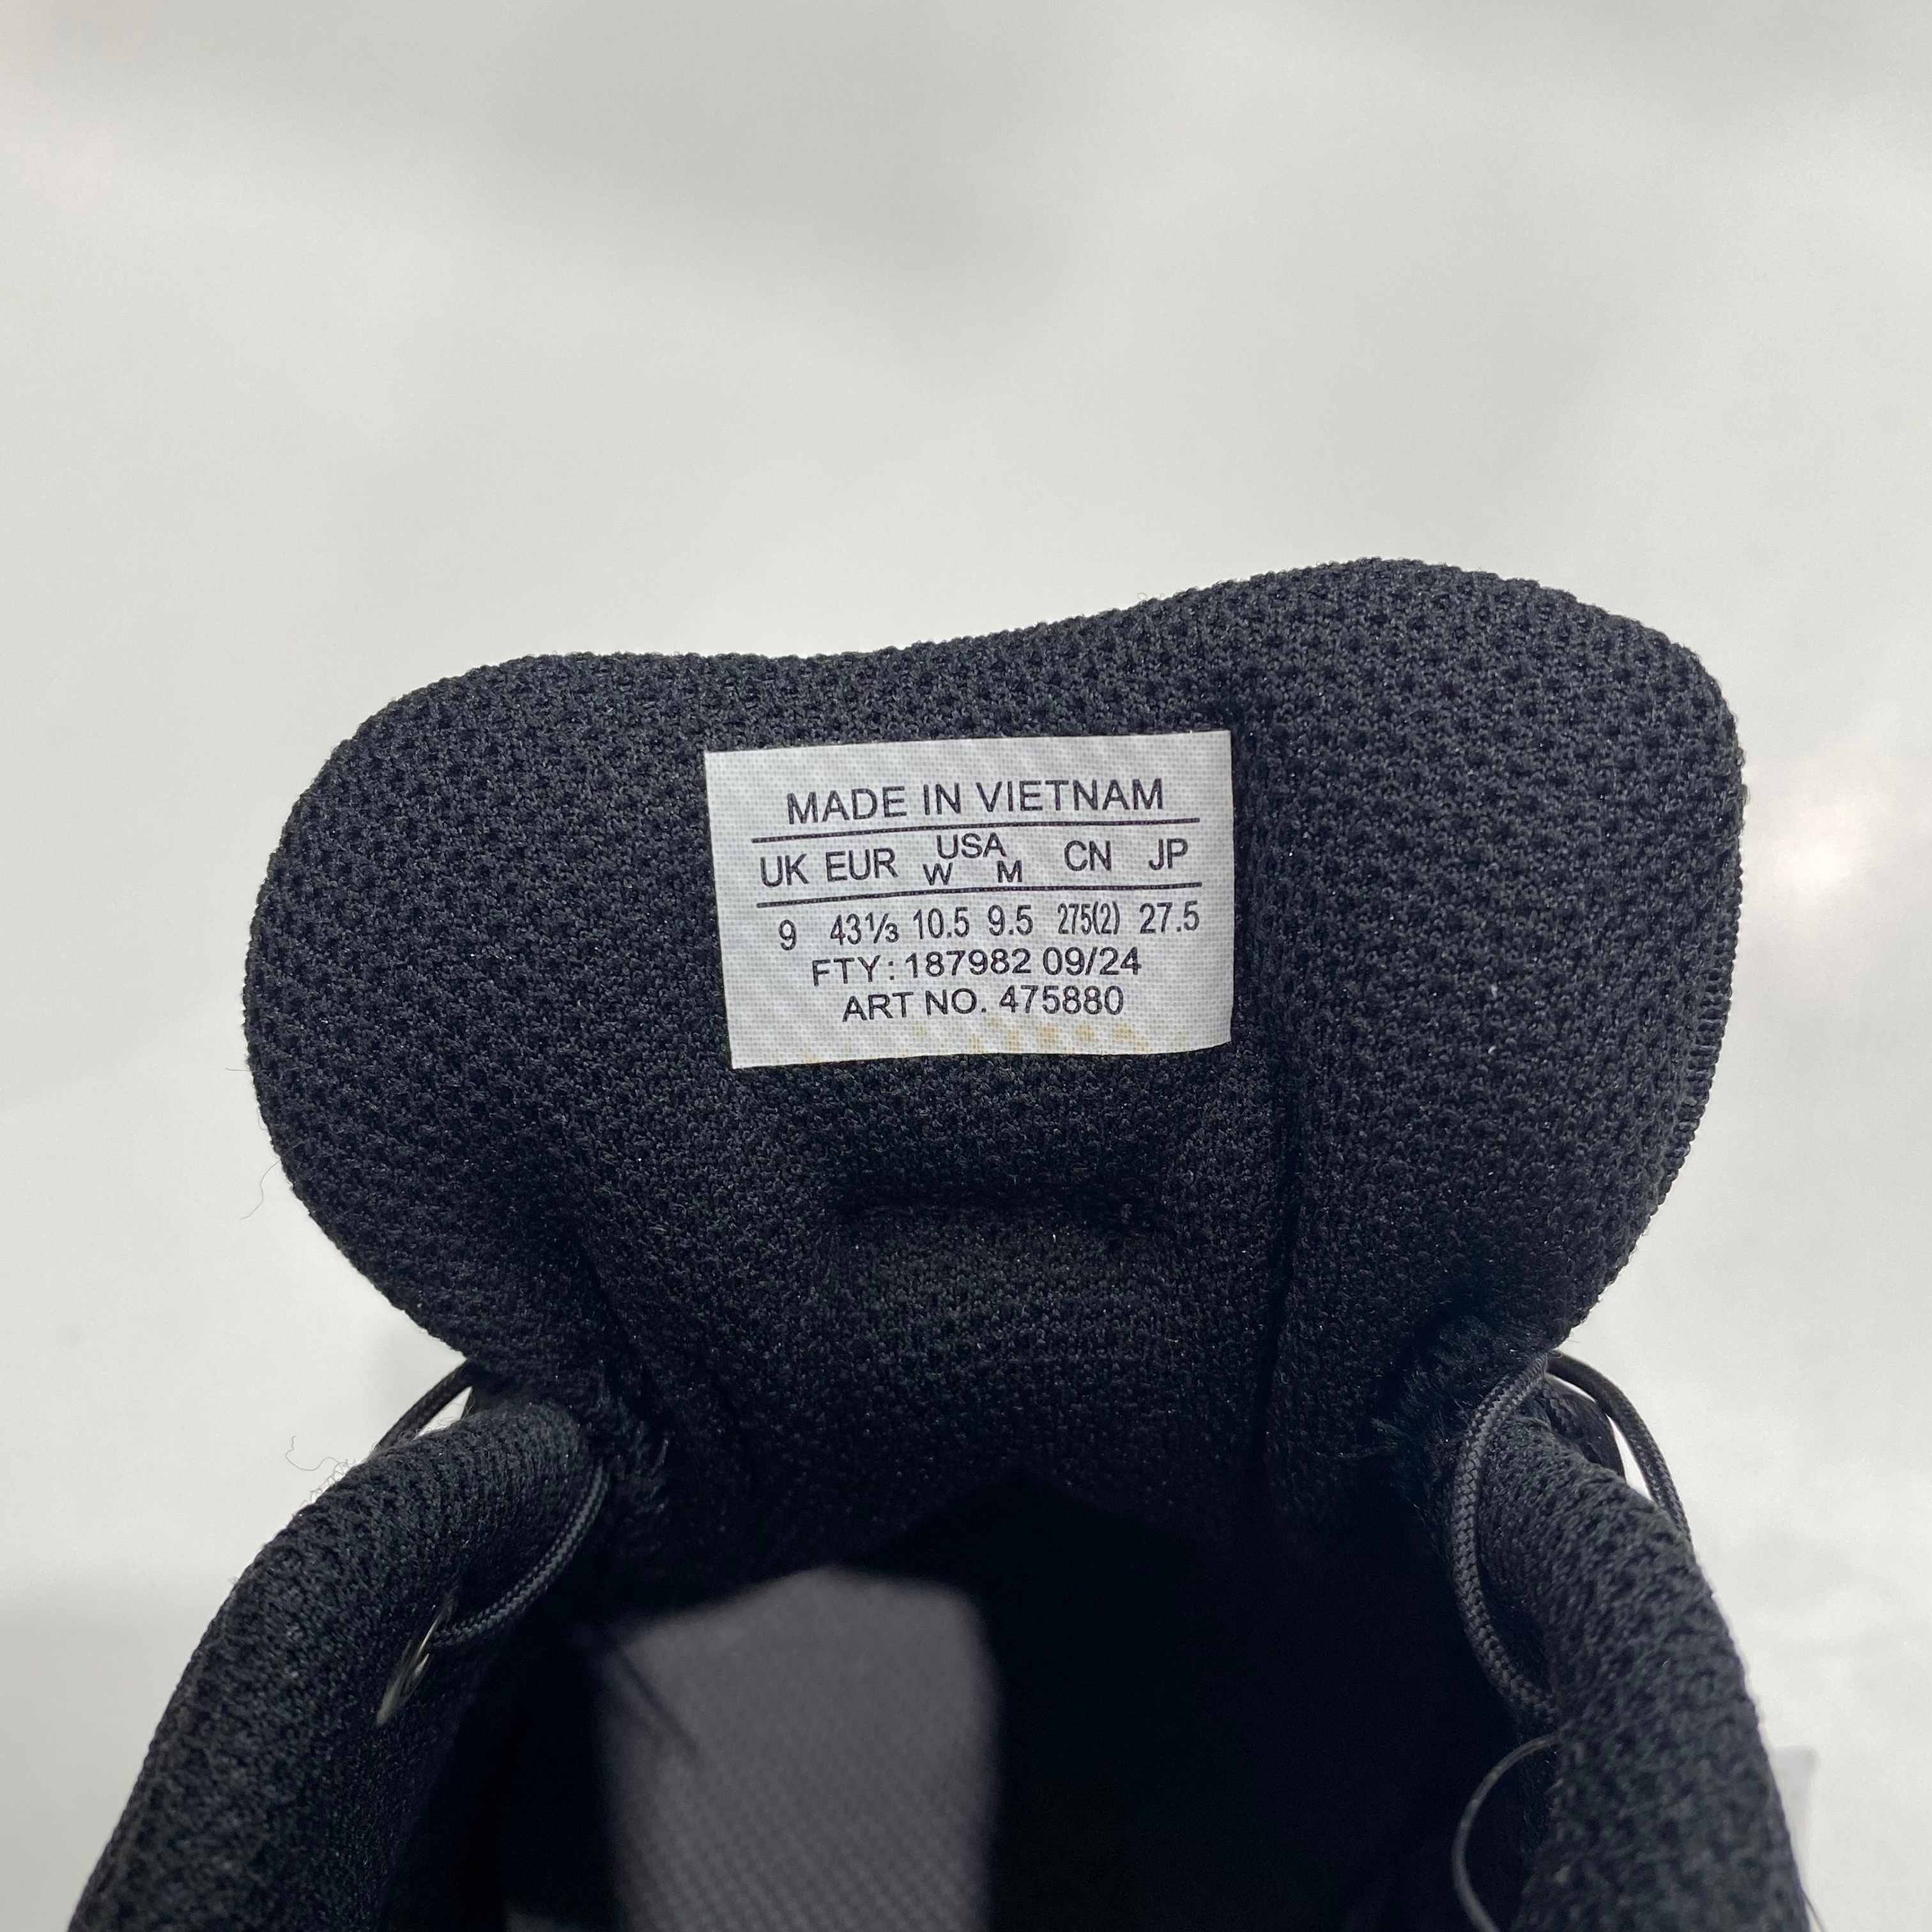 MADE IN VIETNAM
UK EUR USA CN JP
W M
9 43⅓ 10.5 9.5 275(2) 27.5
FTY: 187982 09/24
ART NO. 475880